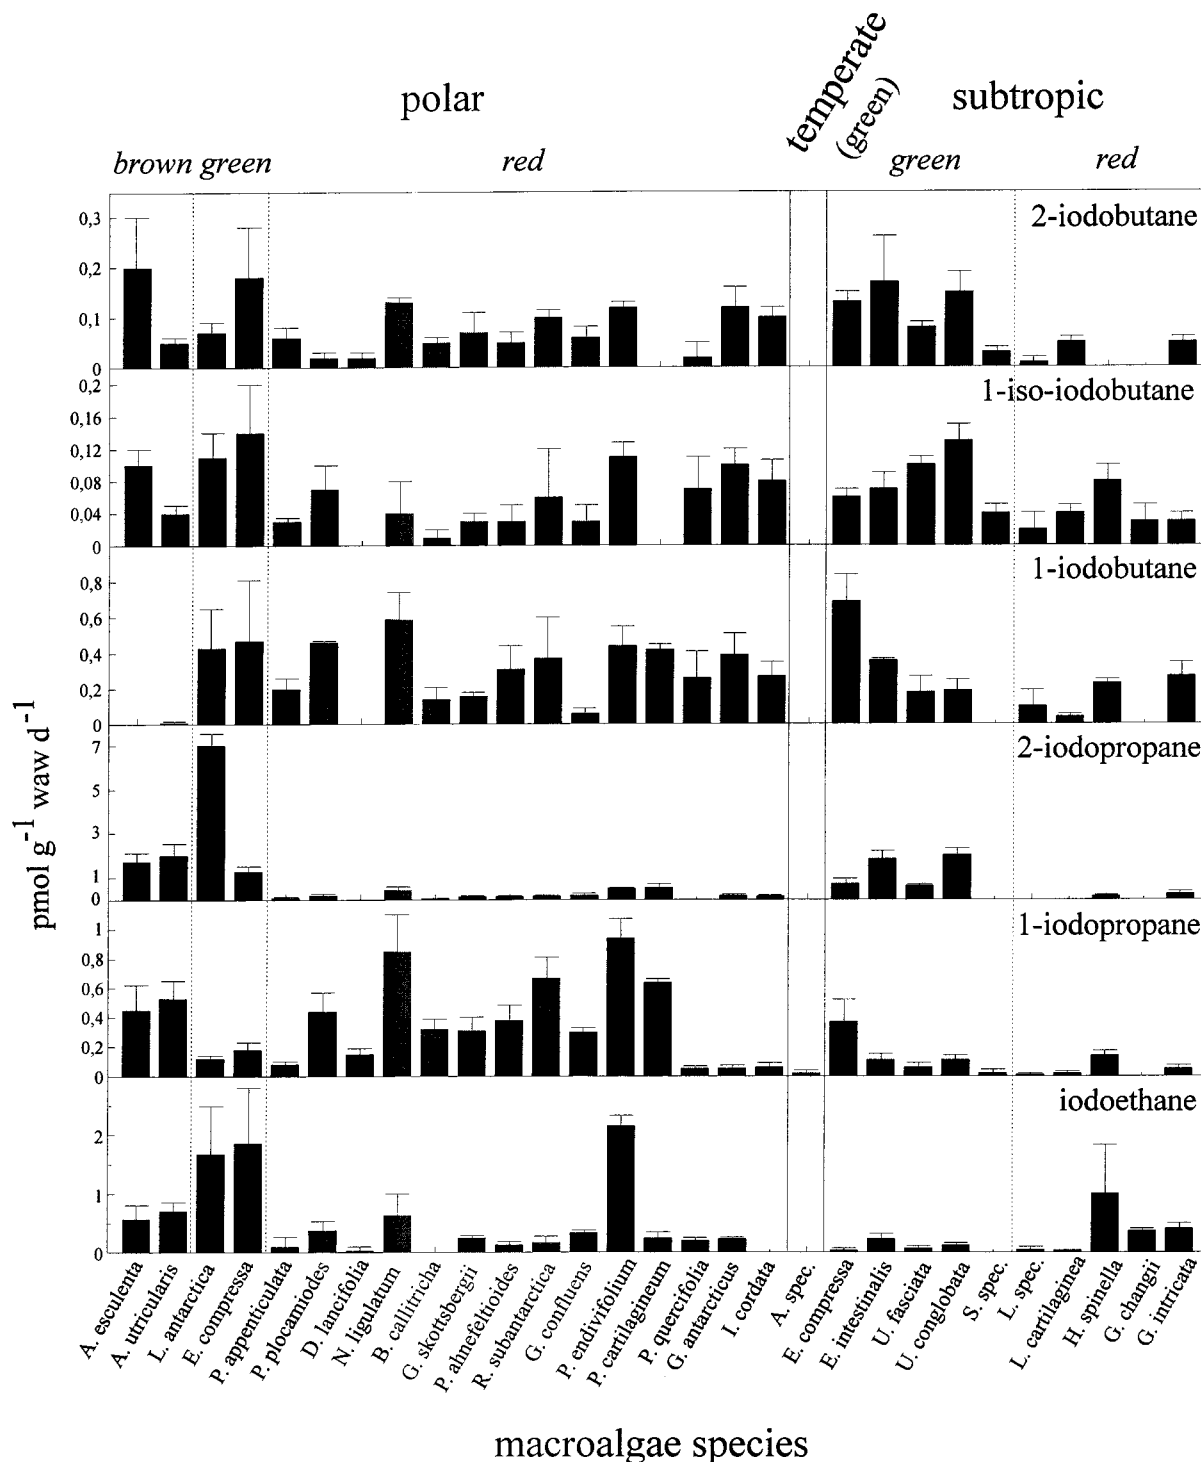 polar
temperate
(green)
subtropic
brown green
red
green
red
2-iodobutane
0,3
0,2
0,1
0
1-iso-iodobutane
0,2
0,12
0,08
0,04
0
1-iodobutane
0,8
0,6
0,4
0,2
0
2-iodopropane
7
5
3
1
0
1-iodopropane
1
0,8
0,6
0,4
0,2
0
iodoethane
2
1
0
pmol g-1 waw d-1
A. esculenta
A. utricularis
L. antarctica
E. compressa
P. appenticulata
P. plocamiodes
D. lancifolia
N. ligulatum
B. callitricha
G. skottsbergii
P. ahnefeltioides
R. subantarctica
G. confluens
P. endivifolium
P. cartilagineum
P. quercifolia
G. antarcticus
I. cordata
A. spec.
E. compressa
E. intestinalis
U. fasciata
U. conglobata
S. spec.
L. spec.
L. cartilaginea
H. spinella
G. changii
G. intricata
macroalgae species